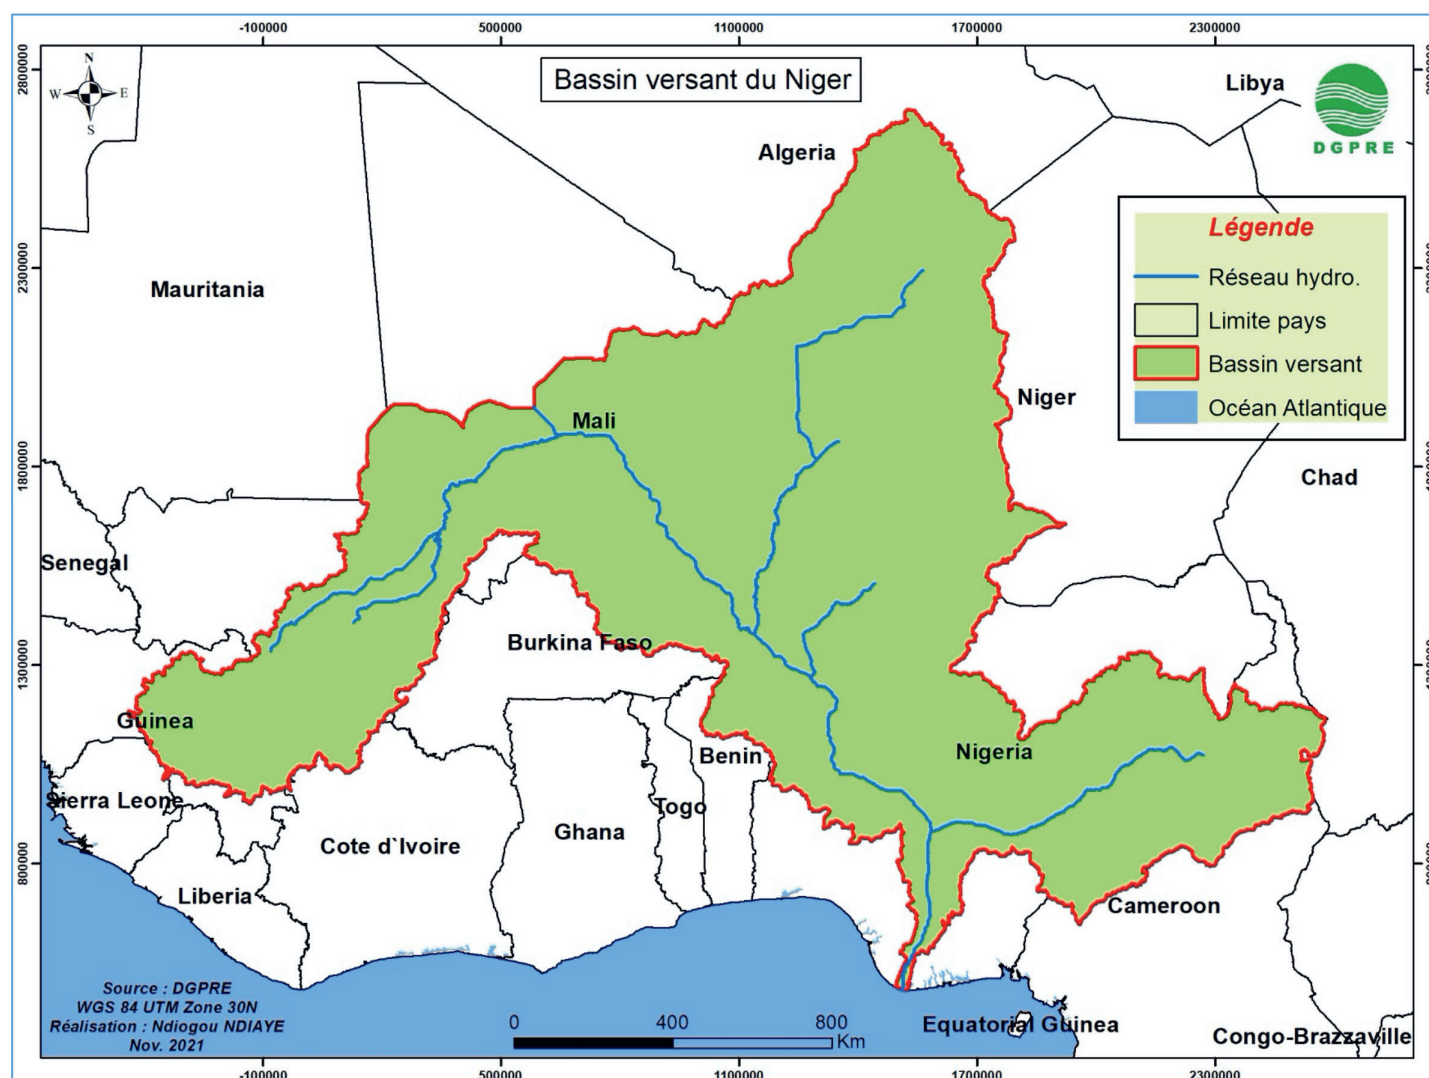 -100000 500000 1100000 1700000 2300000
2800000
N
W E
S
Bassin versant du Niger
Libya
DGPRE
Algeria
Légende
Réseau hydro.
Limite pays
Bassin versant
Océan Atlantique
2300000
Mauritania
Niger
Mali
1800000
Chad
Senegal
1300000
Burkina Faso
Guinea
Nigeria
Benin
Sierra Leone
Togo
Ghana
Cote d`Ivoire
800000
Liberia
Cameroon
Source : DGPRE
WGS 84 UTM Zone 30N
Réalisation : Ndiogou NDIAYE
Nov. 2021
0 400 800
Km
Equatorial Guinea
Congo-Brazzaville
-100000 500000 1100000 1700000 2300000